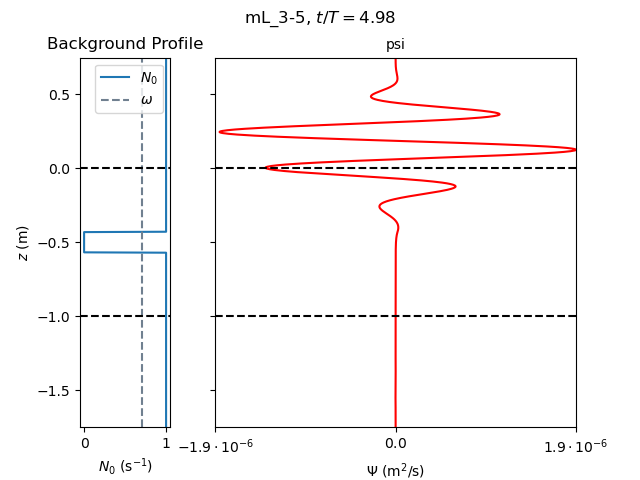 mL_3-5, t/T = 4.98
Background Profile
psi
N₀
ω
0.5
0.0
−0.5
−1.0
−1.5
z (m)
0
1
N₀ (s⁻¹)
−1.9 · 10⁻⁶
0.0
1.9 · 10⁻⁶
Ψ (m²/s)